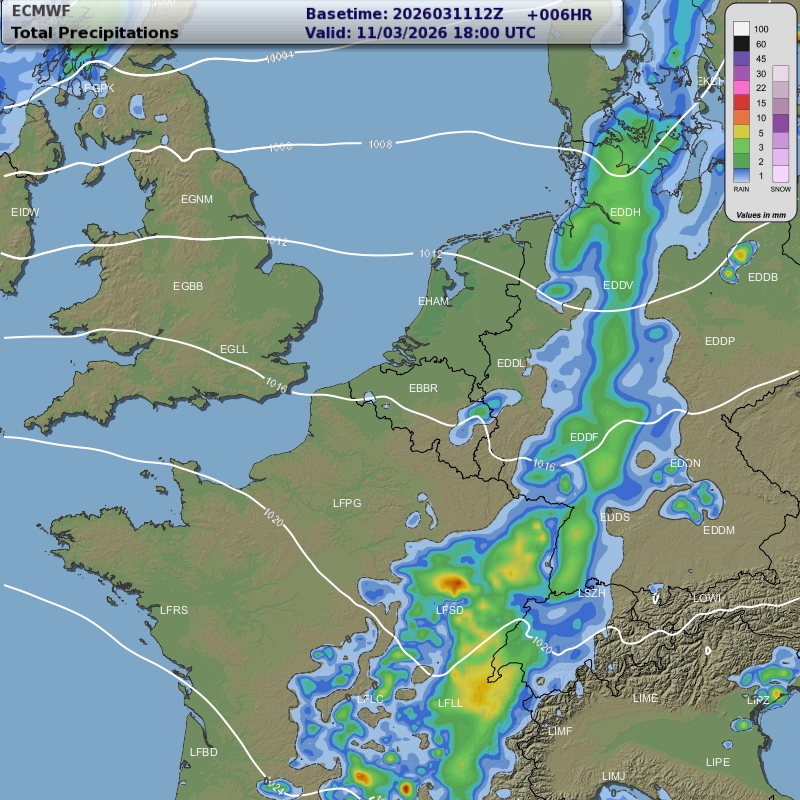 ECMWF
Total Precipitations
Basetime: 2026031112Z +006HR
Valid: 11/03/2026 18:00 UTC
100
60
45
30
22
15
10
5
3
2
1
RAIN SNOW
Values in mm
1004
EGPK
1008
1008
EIDW
EGNM
EDDH
1012
1012
EGBB
EHAM
EDDV
EDDB
EGLL
EDDP
EDDL
1016
EBBR
EDDF
1016
EDDN
LFPG
1020
EDDS
EDDM
LFSD
LSZH
LOWI
LFRS
1020
LFLC
LFLL
LIME
LIPZ
LIMF
LFBD
LIPE
LIMJ
1024